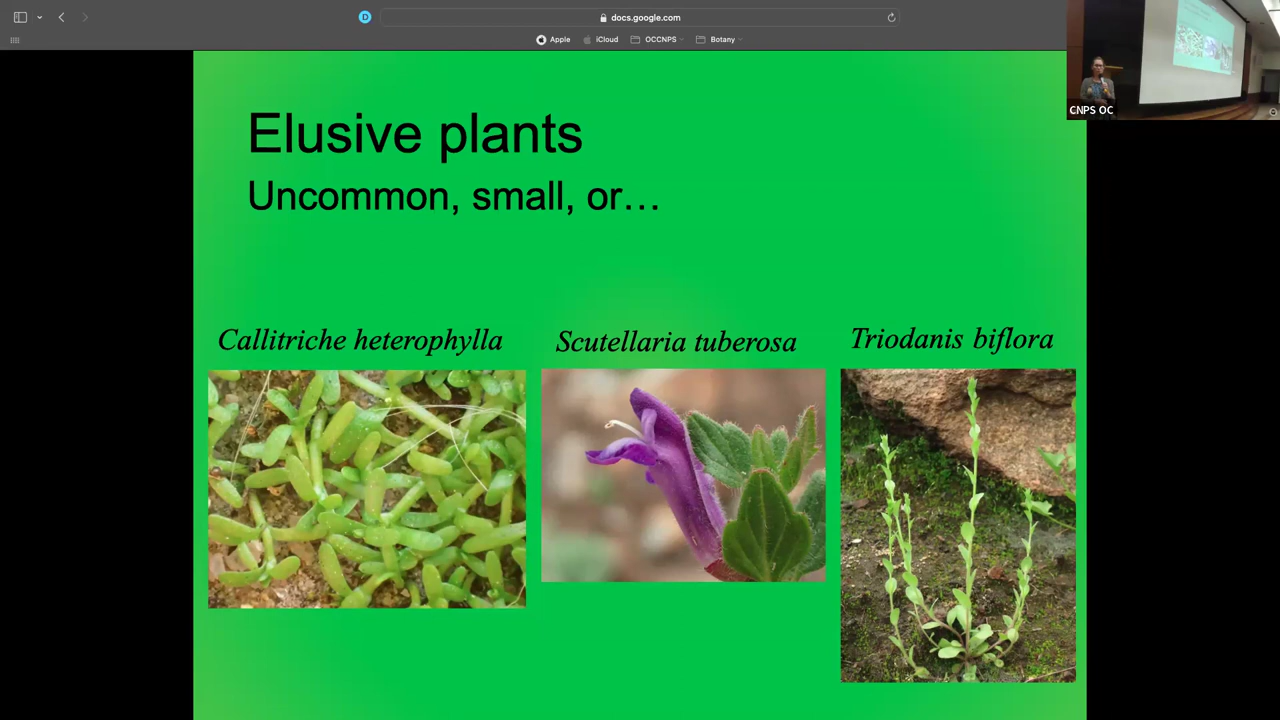 docs.google.com
Apple
iCloud
OCCNPS
Botany
CNPS OC
Elusive plants
Uncommon, small, or…
Callitriche heterophylla
Scutellaria tuberosa
Triodanis biflora